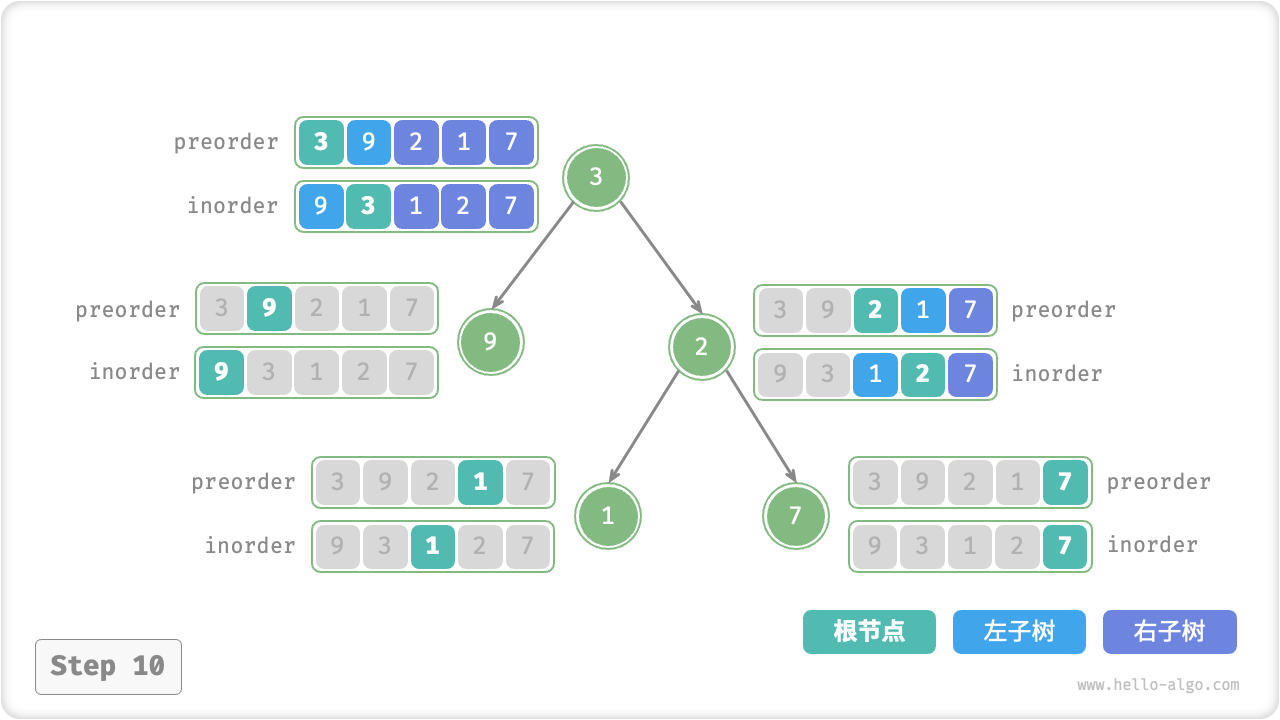 preorder 3 9 2 1 7
inorder 9 3 1 2 7
3
preorder 3 9 2 1 7
inorder 9 3 1 2 7
9
2
3 9 2 1 7 preorder
9 3 1 2 7 inorder
preorder 3 9 2 1 7
inorder 9 3 1 2 7
1
7
3 9 2 1 7 preorder
9 3 1 2 7 inorder
根节点 左子树 右子树
Step 10
www.hello-algo.com